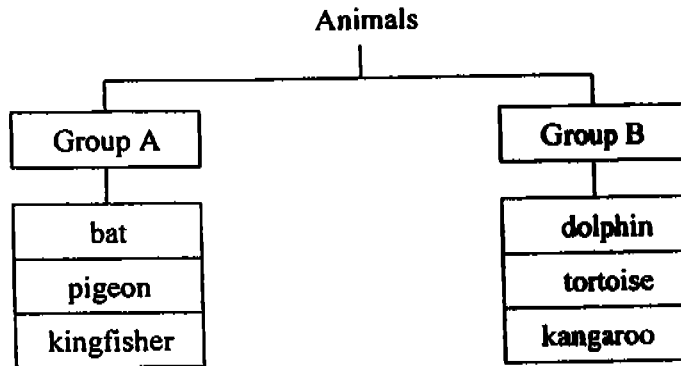 Animals
Group A
Group B
bat
dolphin
pigeon
tortoise
kingfisher
kangaroo